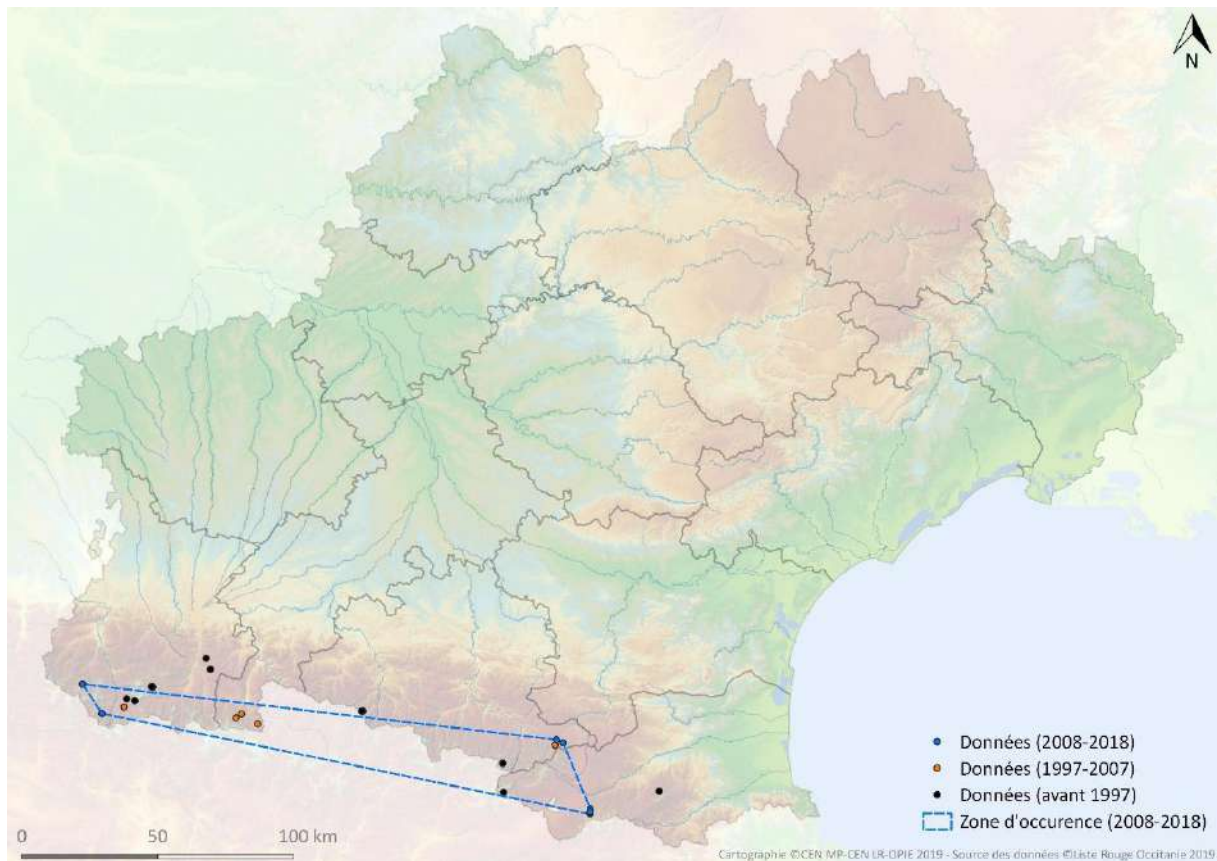 N
Données (2008-2018)
Données (1997-2007)
Données (avant 1997)
Zone d'occurence (2008-2018)
0 50 100 km
Cartographie ©CEN MP-CEN LR-OPIE 2019 - Source des données ©Liste Rouge Occitanie 2019